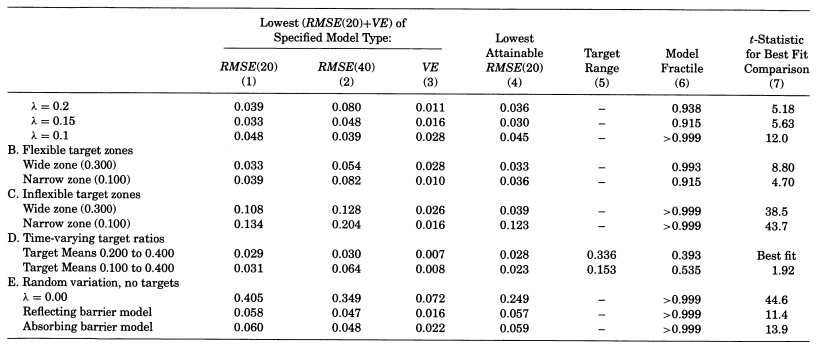 Lowest (RMSE(20)+VE) of
Specified Model Type:
RMSE(20) (1) RMSE(40) (2) VE (3) Lowest Attainable RMSE(20) (4) Target Range (5) Model Fractile (6) t-Statistic for Best Fit Comparison (7)
λ = 0.2 0.039 0.080 0.011 0.036 – 0.938 5.18
λ = 0.15 0.033 0.048 0.016 0.030 – 0.915 5.63
λ = 0.1 0.048 0.039 0.028 0.045 – >0.999 12.0
B. Flexible target zones
Wide zone (0.300) 0.033 0.054 0.028 0.033 – 0.993 8.80
Narrow zone (0.100) 0.039 0.082 0.010 0.036 – 0.915 4.70
C. Inflexible target zones
Wide zone (0.300) 0.108 0.128 0.026 0.039 – >0.999 38.5
Narrow zone (0.100) 0.134 0.204 0.016 0.123 – >0.999 43.7
D. Time-varying target ratios
Target Means 0.200 to 0.400 0.029 0.030 0.007 0.028 0.336 0.393 Best fit
Target Means 0.100 to 0.400 0.031 0.064 0.008 0.023 0.153 0.535 1.92
E. Random variation, no targets
λ = 0.00 0.405 0.349 0.072 0.249 – >0.999 44.6
Reflecting barrier model 0.058 0.047 0.016 0.057 – >0.999 11.4
Absorbing barrier model 0.060 0.048 0.022 0.059 – >0.999 13.9